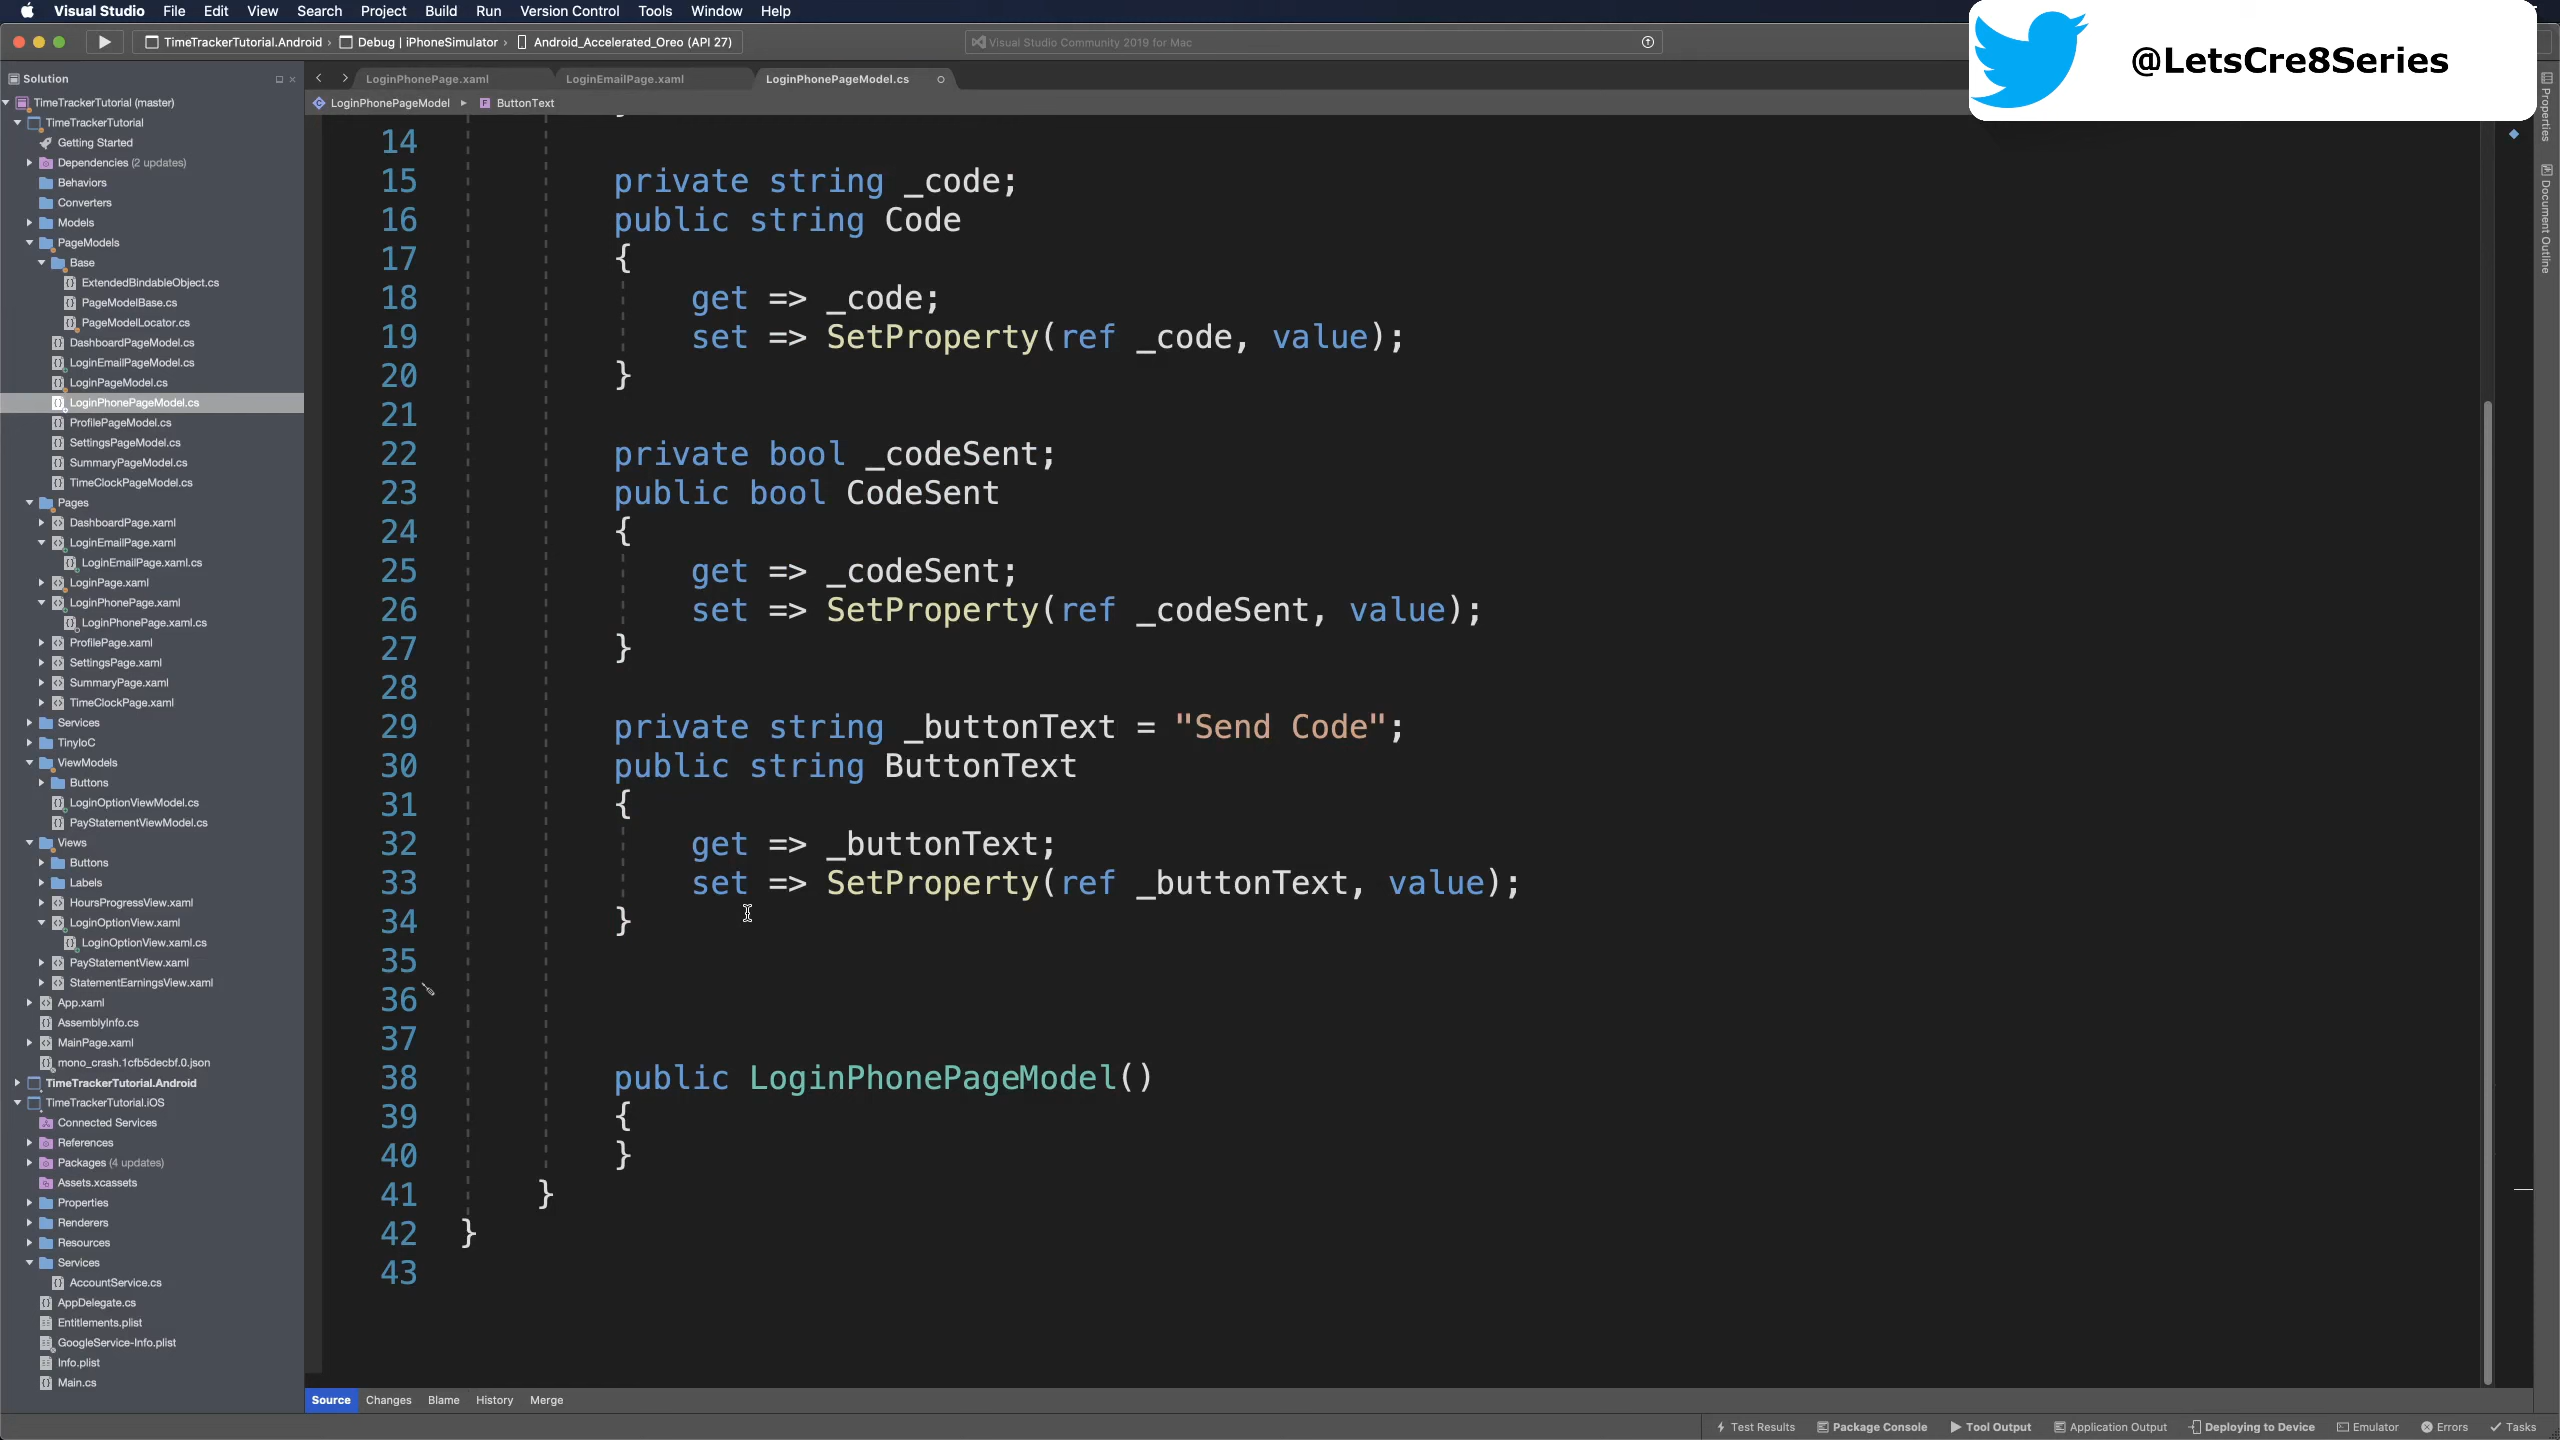 Visual Studio File Edit View Search Project Build Run Version Control Tools Window Help
TimeTrackerTutorial.Android › Debug | iPhoneSimulator › Android_Accelerated_Oreo (API 27)
Visual Studio Community 2019 for Mac
@LetsCre8Series
Solution
LoginPhonePage.xaml LoginEmailPage.xaml LoginPhonePageModel.cs
LoginPhonePageModel ButtonText
TimeTrackerTutorial (master)
TimeTrackerTutorial
Getting Started
Dependencies (2 updates)
Behaviors
Converters
Models
PageModels
Base
ExtendedBindableObject.cs
PageModelBase.cs
PageModelLocator.cs
DashboardPageModel.cs
LoginEmailPageModel.cs
LoginPageModel.cs
LoginPhonePageModel.cs
ProfilePageModel.cs
SettingsPageModel.cs
SummaryPageModel.cs
TimeClockPageModel.cs
Pages
DashboardPage.xaml
LoginEmailPage.xaml
LoginEmailPage.xaml.cs
LoginPage.xaml
LoginPhonePage.xaml
LoginPhonePage.xaml.cs
ProfilePage.xaml
SettingsPage.xaml
SummaryPage.xaml
TimeClockPage.xaml
Services
TinyIoC
ViewModels
Buttons
LoginOptionViewModel.cs
PayStatementViewModel.cs
Views
Buttons
Labels
HoursProgressView.xaml
LoginOptionView.xaml
LoginOptionView.xaml.cs
PayStatementView.xaml
StatementEarningsView.xaml
App.xaml
AssemblyInfo.cs
MainPage.xaml
mono_crash.1cfb5decbf.0.json
TimeTrackerTutorial.Android
TimeTrackerTutorial.iOS
Connected Services
References
Packages (4 updates)
Assets.xcassets
Properties
Renderers
Resources
Services
AccountService.cs
AppDelegate.cs
Entitlements.plist
GoogleService-Info.plist
Info.plist
Main.cs
14
15 private string _code;
16 public string Code
17 {
18 get => _code;
19 set => SetProperty(ref _code, value);
20 }
21
22 private bool _codeSent;
23 public bool CodeSent
24 {
25 get => _codeSent;
26 set => SetProperty(ref _codeSent, value);
27 }
28
29 private string _buttonText = "Send Code";
30 public string ButtonText
31 {
32 get => _buttonText;
33 set => SetProperty(ref _buttonText, value);
34 }
35
36
37
38 public LoginPhonePageModel()
39 {
40 }
41 }
42 }
43
Properties
Document Outline
Source Changes Blame History Merge
Test Results Package Console Tool Output Application Output Deploying to Device Emulator Errors Tasks